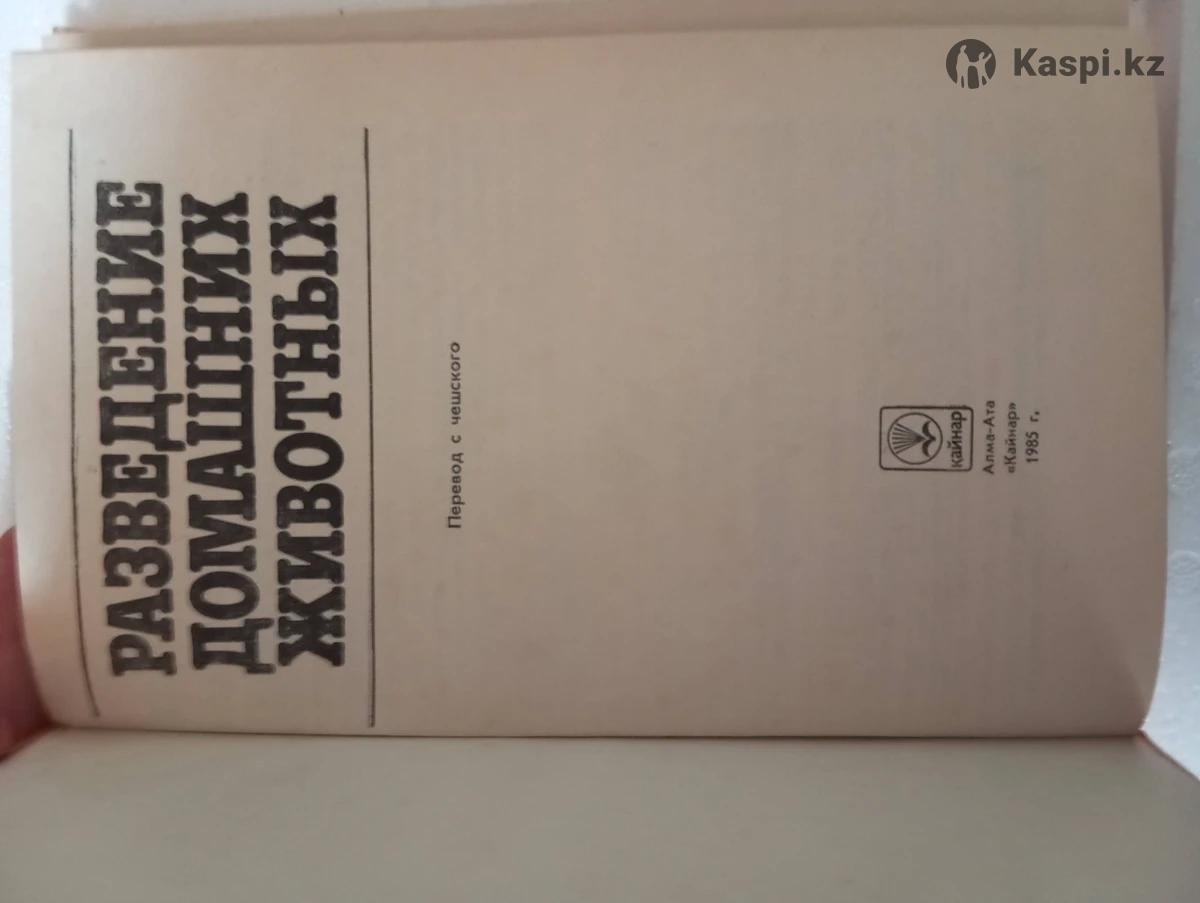 Kaspi.kz
РАЗВЕДЕНИЕ
ДОМАШНИХ
ЖИВОТНЫХ
Перевод с чешского
кайнар
Алма-Ата
«Кайнар»
1985 г.